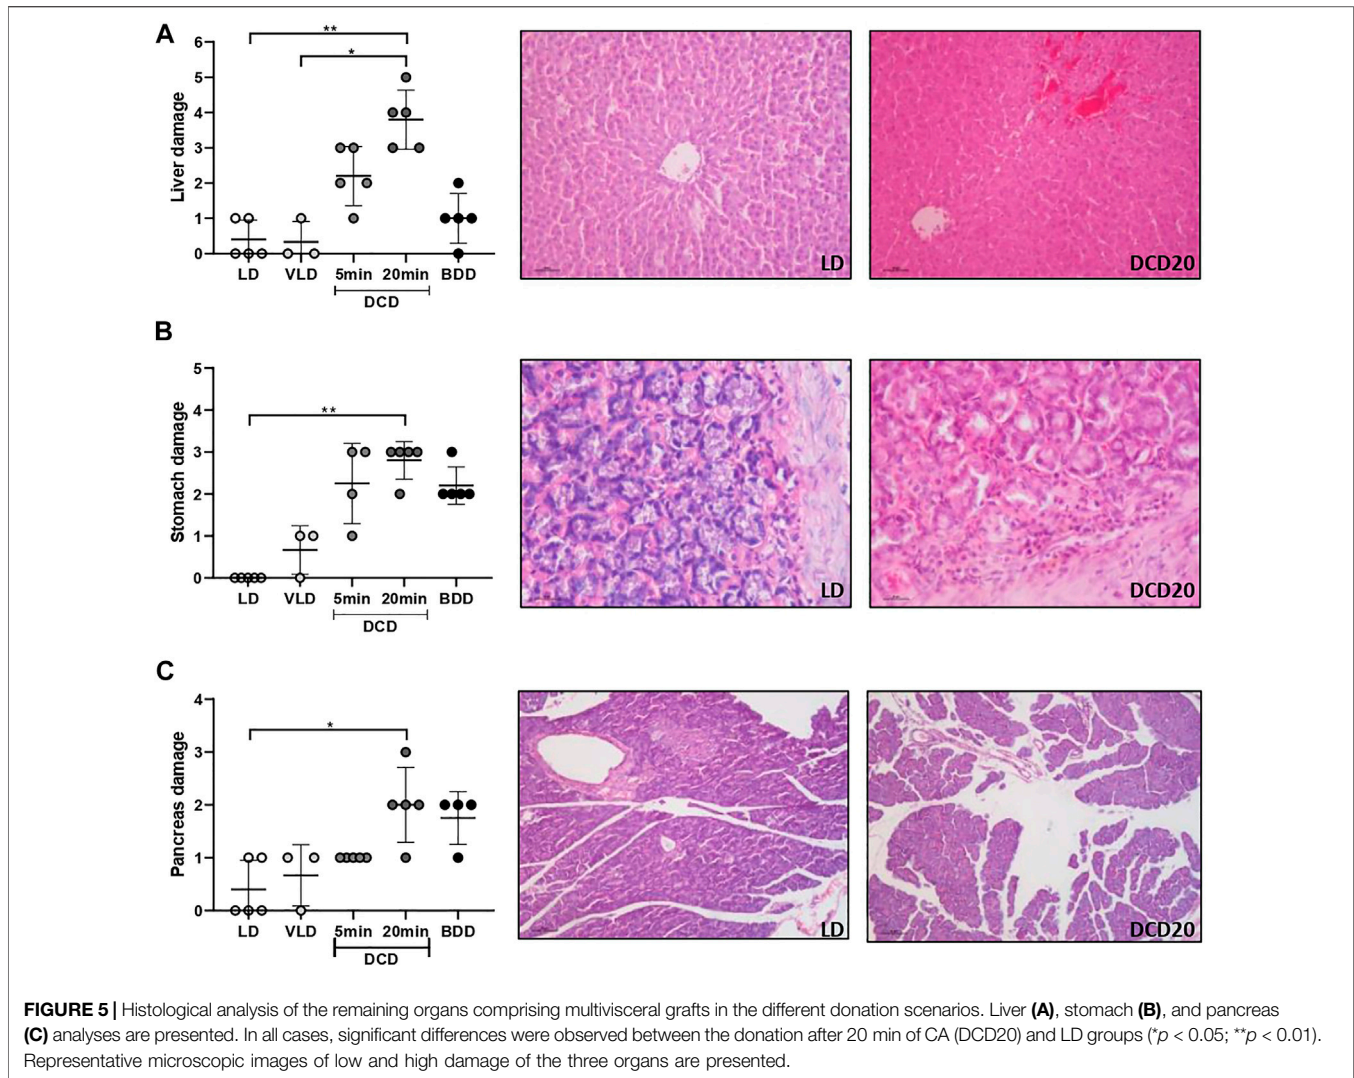 A
**
*
6
5
4
3
2
1
0
Liver damage
LD VLD 5min 20min BDD
DCD
LD
DCD20
B
**
5
4
3
2
1
0
Stomach damage
LD VLD 5min 20min BDD
DCD
LD
DCD20
C
*
4
3
2
1
0
Pancreas damage
LD VLD 5min 20min BDD
DCD
LD
DCD20
FIGURE 5 | Histological analysis of the remaining organs comprising multivisceral grafts in the different donation scenarios. Liver (A), stomach (B), and pancreas
(C) analyses are presented. In all cases, significant differences were observed between the donation after 20 min of CA (DCD20) and LD groups (*p < 0.05; **p < 0.01).
Representative microscopic images of low and high damage of the three organs are presented.